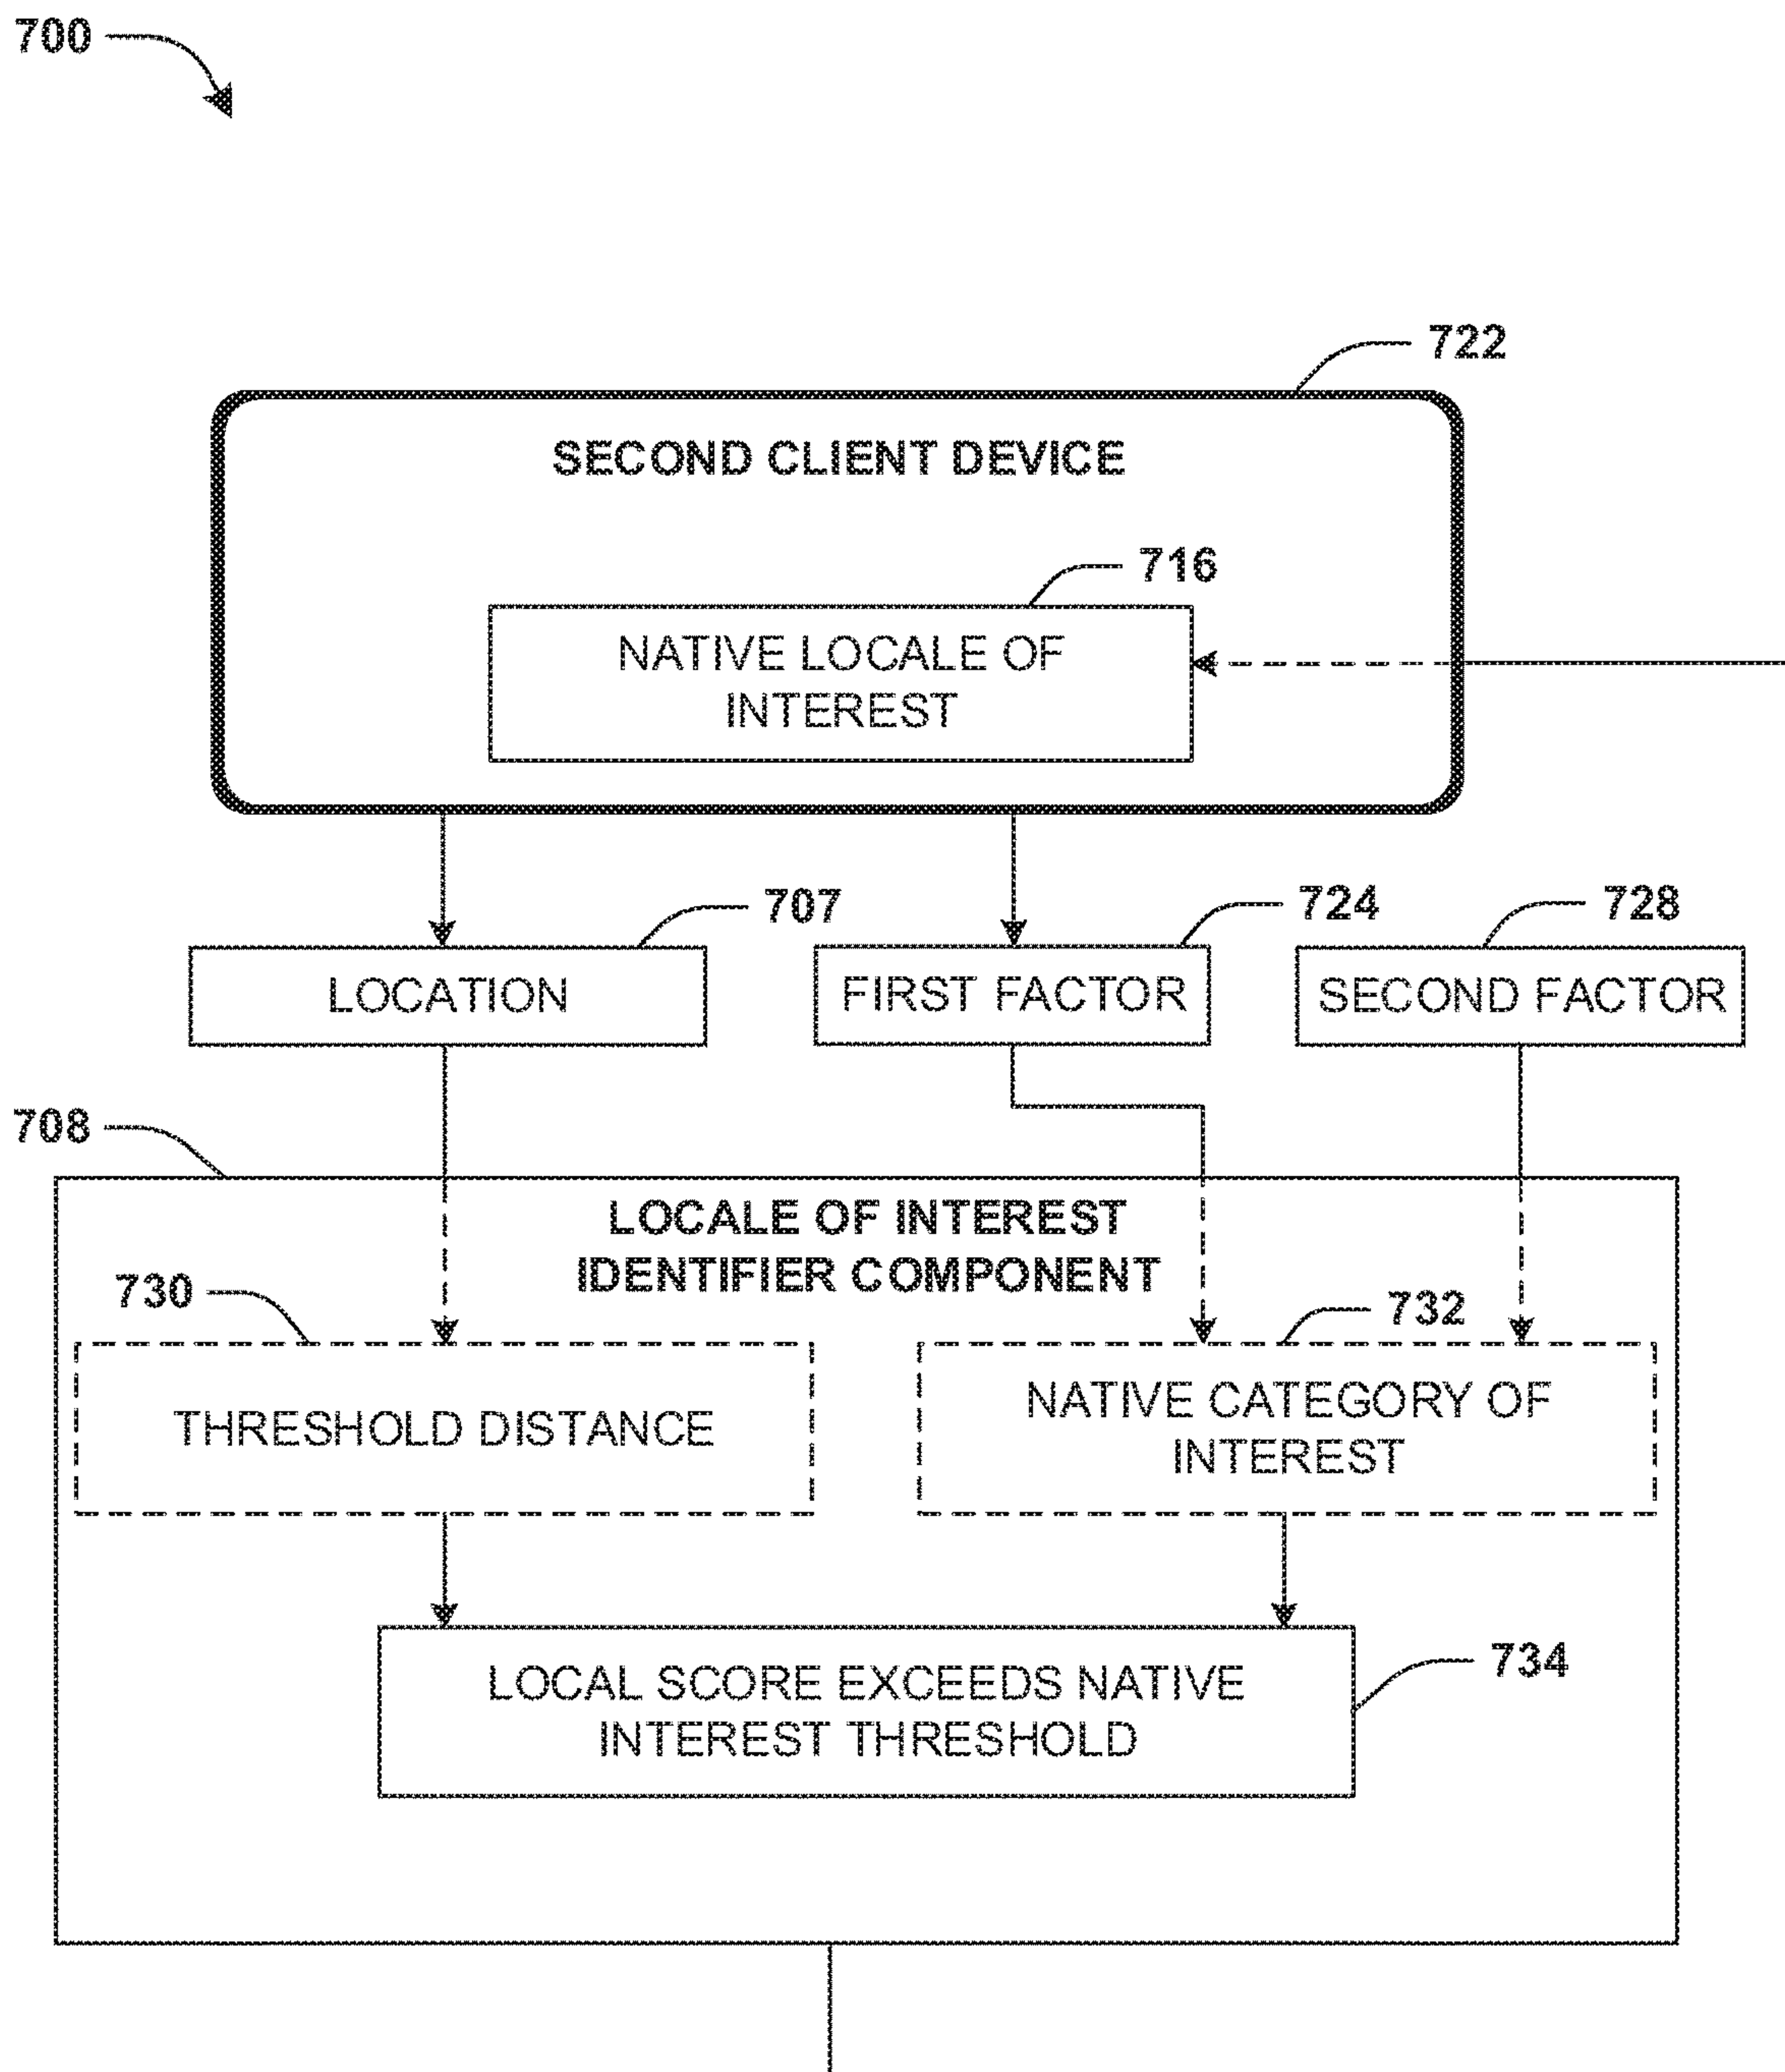 700
722
SECOND CLIENT DEVICE
716
NATIVE LOCALE OF
INTEREST
707
724
728
LOCATION
FIRST FACTOR
SECOND FACTOR
708
LOCALE OF INTEREST
IDENTIFIER COMPONENT
730
732
THRESHOLD DISTANCE
NATIVE CATEGORY OF
INTEREST
LOCAL SCORE EXCEEDS NATIVE
INTEREST THRESHOLD
734